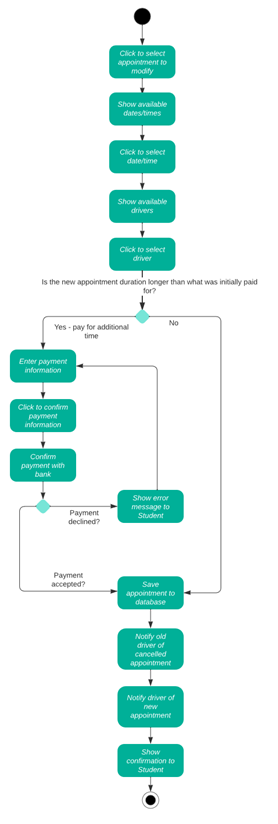 Click to select
appointment to
modify
Show available
dates/times
Click to select
date/time
Show available
drivers
Click to select
driver
Is the new appointment duration longer than what was initially paid
for?
Yes - pay for additional
time
No
Enter payment
information
Click to confirm
payment
information
Confirm
payment with
bank
Payment
declined?
Show error
message to
Student
Payment
accepted?
Save
appointment to
database
Notify old
driver of
cancelled
appointment
Notify driver of
new
appointment
Show
confirmation to
Student